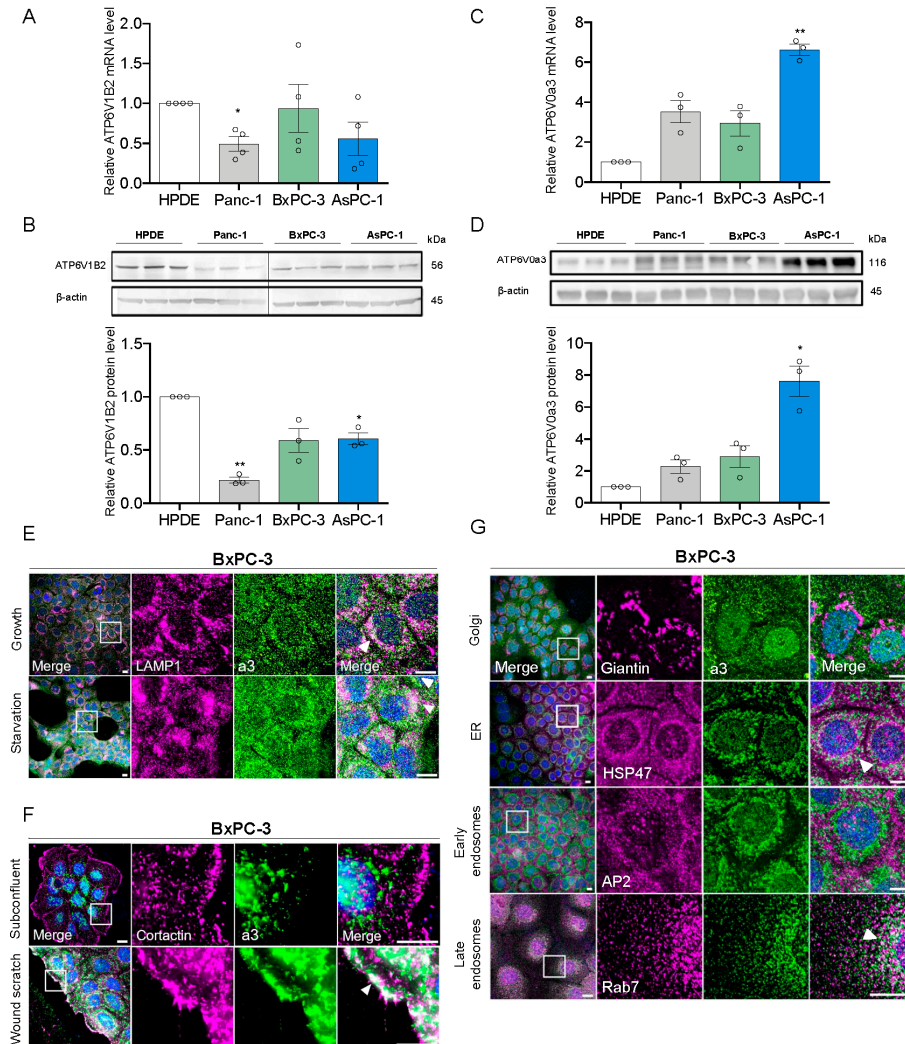 A
Relative ATP6V1B2 mRNA level
2.0
1.5
1.0
0.5
0.0
*
HPDE Panc-1 BxPC-3 AsPC-1
C
Relative ATP6V0a3 mRNA level
8
6
4
2
0
**
HPDE Panc-1 BxPC-3 AsPC-1
B
HPDE Panc-1 BxPC-3 AsPC-1 kDa
ATP6V1B2 56
β-actin 45
Relative ATP6V1B2 protein level
1.5
1.0
0.5
0.0
** *
HPDE Panc-1 BxPC-3 AsPC-1
D
HPDE Panc-1 BxPC-3 AsPC-1 kDa
ATP6V0a3 116
β-actin 45
Relative ATP6V0a3 protein level
10
8
6
4
2
0
*
HPDE Panc-1 BxPC-3 AsPC-1
E
BxPC-3
Growth
Merge LAMP1 a3 Merge
Starvation
F
BxPC-3
Subconfluent
Merge Cortactin a3 Merge
Wound scratch
G
BxPC-3
Golgi
Merge Giantin a3 Merge
ER
HSP47
Early
endosomes
AP2
Late
endosomes
Rab7